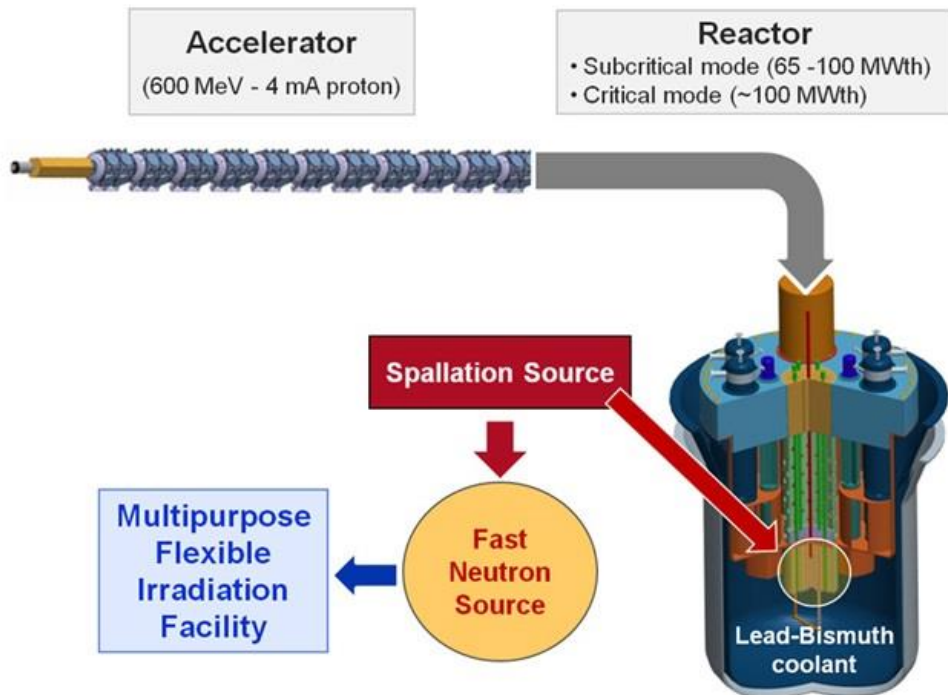 Accelerator
(600 MeV - 4 mA proton)
Reactor
• Subcritical mode (65 -100 MWth)
• Critical mode (~100 MWth)
Spallation Source
Fast
Neutron
Source
Multipurpose
Flexible
Irradiation
Facility
Lead-Bismuth
coolant